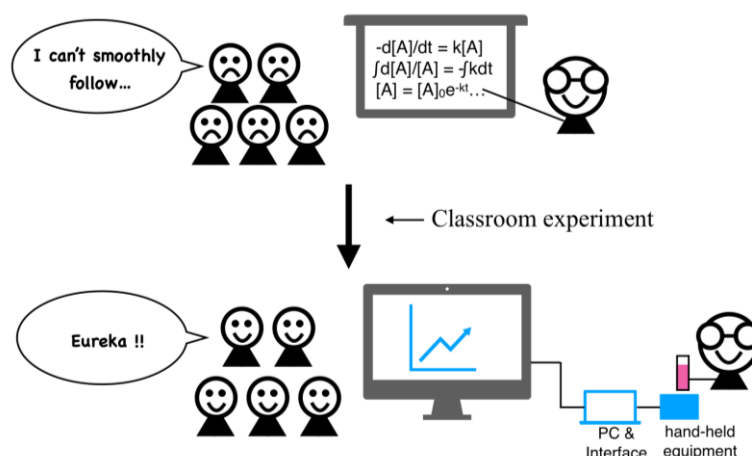 I can't smoothly
follow...
-d[A]/dt = k[A]
∫d[A]/[A] = -∫kdt
[A] = [A]₀e⁻ᵏᵗ...
Classroom experiment
Eureka !!
PC &
Interface
hand-held
equipment